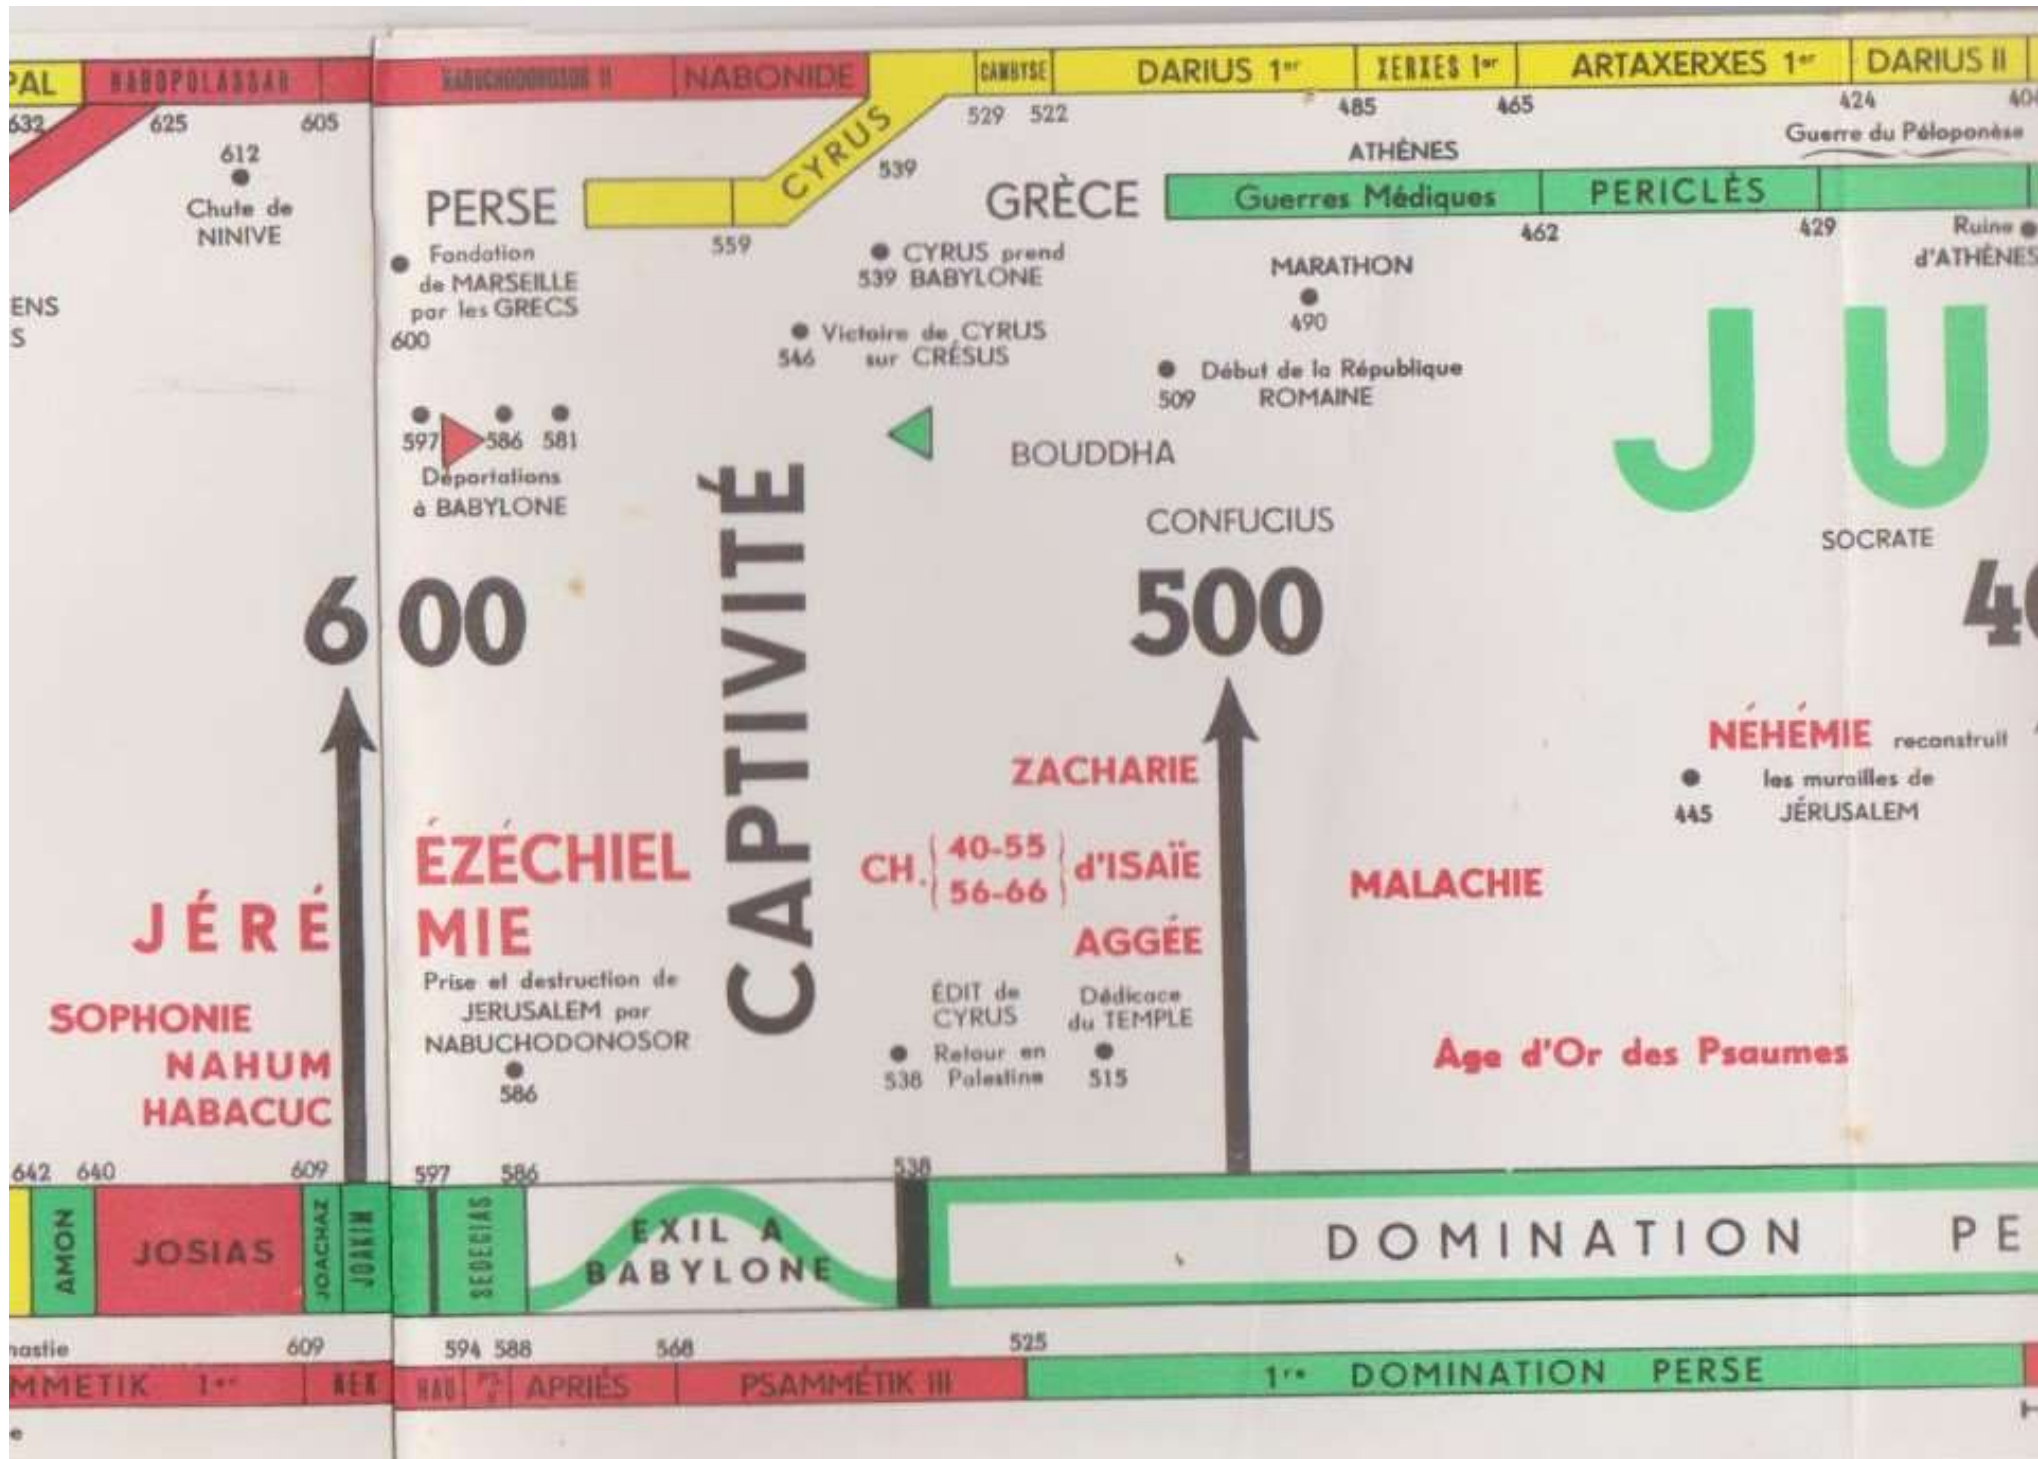 PAL NABOPOLASSAR NABUCHODONOSOR II NABONIDE CAMBYSE DARIUS 1er XERXES 1er ARTAXERXES 1er DARIUS II
632 625 605 529 522 485 465 424 404
CYRUS
539
612
Chute de
NINIVE
PERSE
559
GRÈCE
ATHÈNES
Guerre du Péloponèse
Guerres Médiques PERICLÈS
462 429
Ruine
d'ATHÈNES
Fondation
de MARSEILLE
par les GRECS
600
CYRUS prend
539 BABYLONE
MARATHON
490
ENS
S
Victoire de CYRUS
546 sur CRÉSUS
Début de la République
509 ROMAINE
JU
597 586 581
Déportations
à BABYLONE
BOUDDHA
CONFUCIUS
SOCRATE
CAPTIVITÉ
600 500 40
ZACHARIE
NÉHÉMIE reconstruit
les murailles de
445 JÉRUSALEM
ÉZÉCHIEL
CH. 40-55 d'ISAÏE
56-66
MALACHIE
JÉRÉ MIE
AGGÉE
Prise et destruction de
JERUSALEM par
NABUCHODONOSOR
586
ÉDIT de
CYRUS
Retour en
538 Palestine
Dédicace
du TEMPLE
515
SOPHONIE
NAHUM
HABACUC
Age d'Or des Psaumes
642 640 609 597 586 538
AMON JOSIAS JOACHAZ JOAKIM SEDECIAS
EXIL A
BABYLONE
DOMINATION PE
nastie 609 594 588 568 525
MMETIK 1er NEK HAU APRIÈS PSAMMÉTIK III 1re DOMINATION PERSE
e